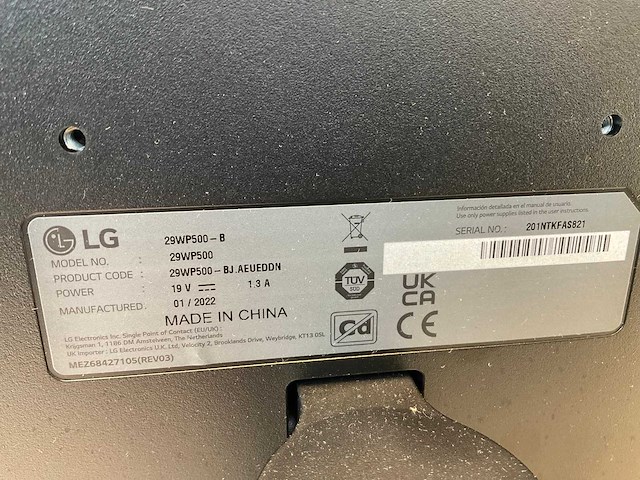 LG
29WP500-B
MODEL NO. : 29WP500
PRODUCT CODE : 29WP500-BJ.AEUEDDN
POWER : 19 V 1.3 A
MANUFACTURED. 01 / 2022
MADE IN CHINA
LG Electronics Inc. Single Point of Contact (EU/UK) :
Krijgsman 1, 1186 DM Amstelveen, The Netherlands
UK Importer : LG Electronics U.K. Ltd, Velocity 2, Brooklands Drive, Weybridge, KT13 0SL
MEZ68427105(REV03)
TÜV
SÜD
Cd
Información detallada en el manual de usuario.
Use only power supplies listed in the user instructions.
SERIAL NO. : 201NTKFAS821
UK
CA
CE